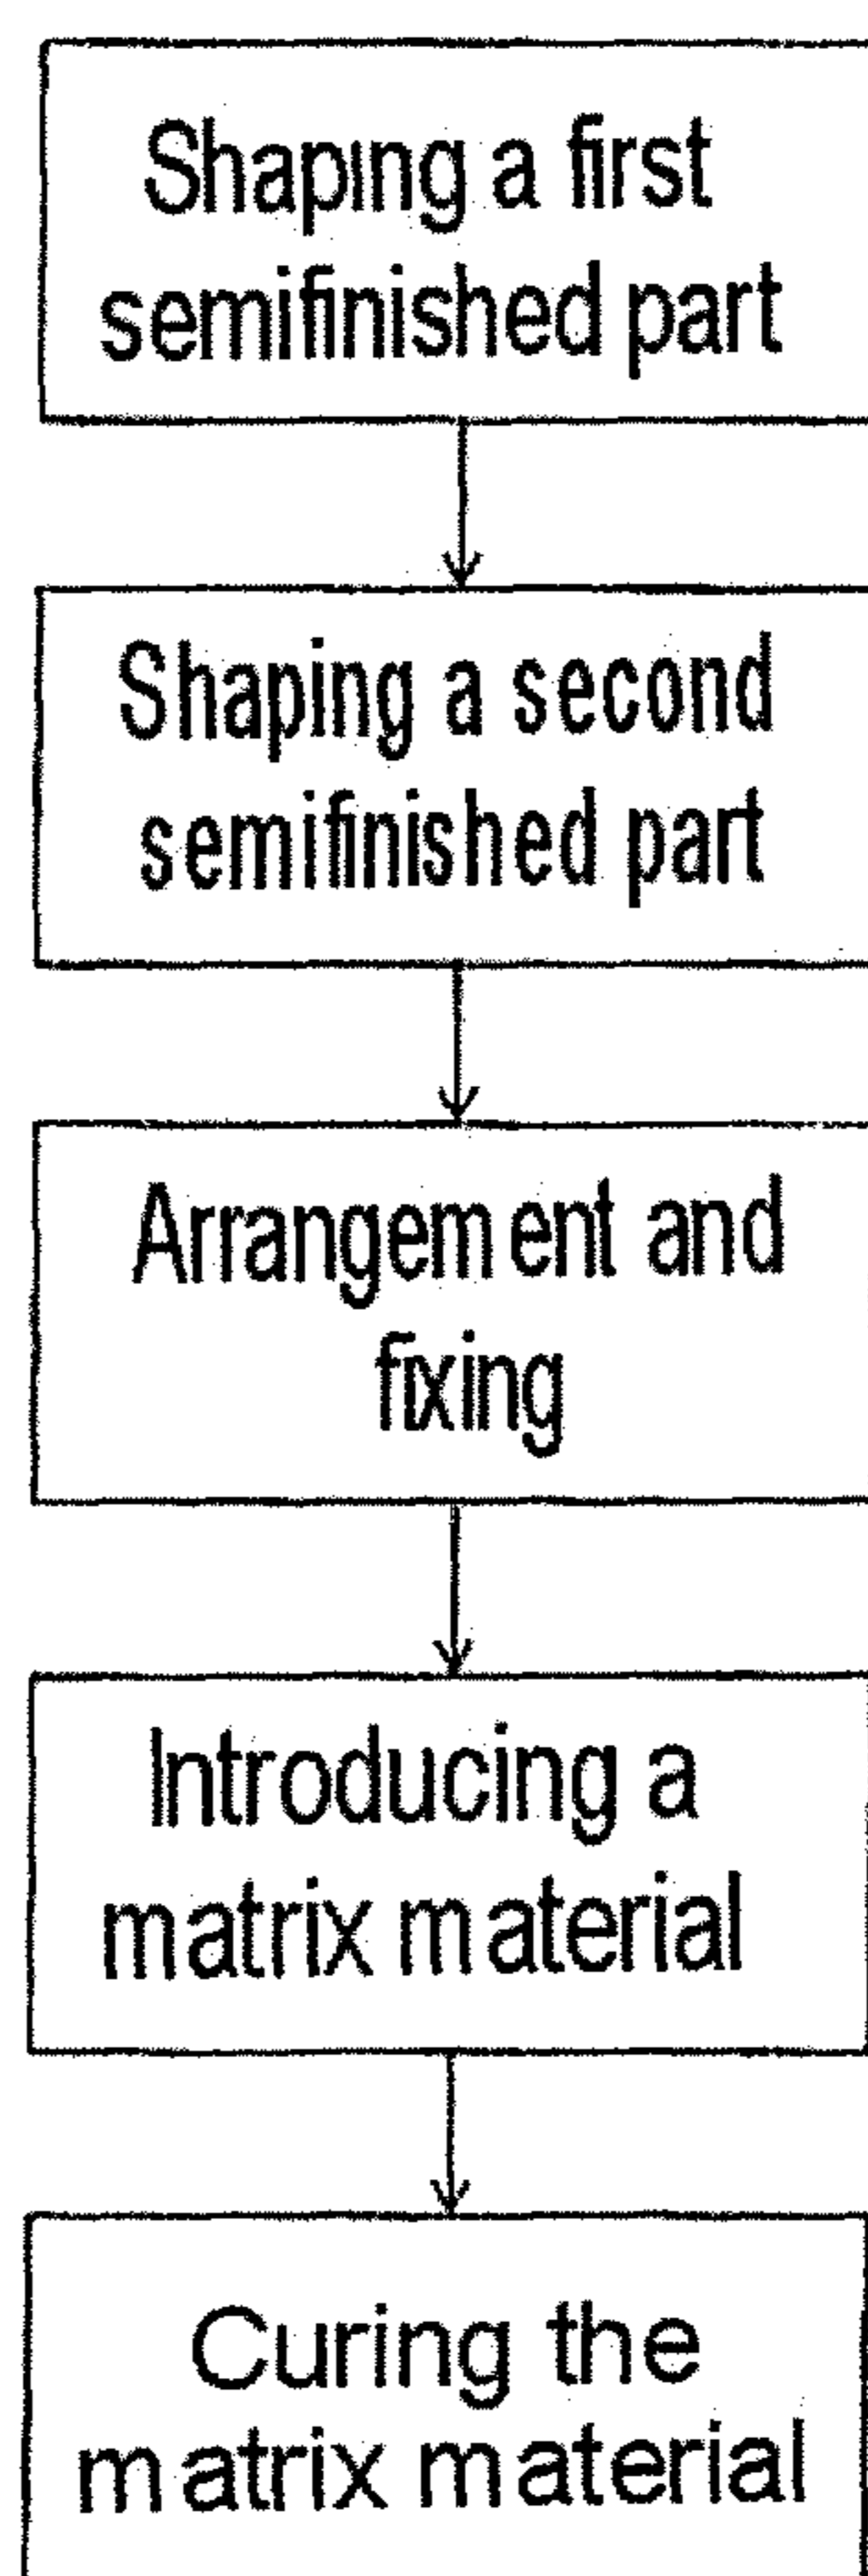 Shaping a first
semifinished part
Shaping a second
semifinished part
Arrangement and
fixing
Introducing a
matrix material
Curing the
matrix material